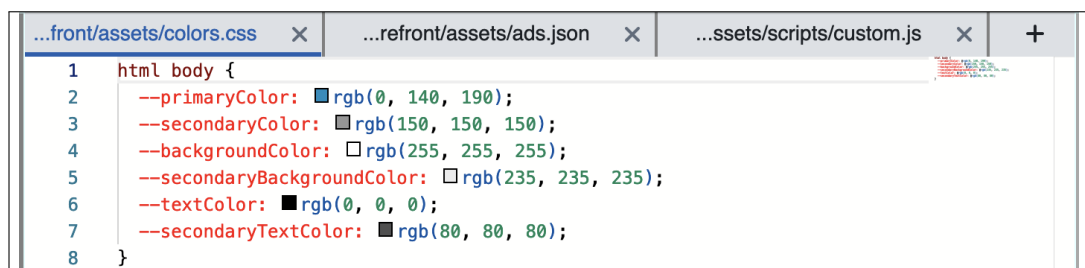 ...front/assets/colors.css × ...refront/assets/ads.json × ...ssets/scripts/custom.js × +
1 html body {
2 --primaryColor: rgb(0, 140, 190);
3 --secondaryColor: rgb(150, 150, 150);
4 --backgroundColor: rgb(255, 255, 255);
5 --secondaryBackgroundColor: rgb(235, 235, 235);
6 --textColor: rgb(0, 0, 0);
7 --secondaryTextColor: rgb(80, 80, 80);
8 }